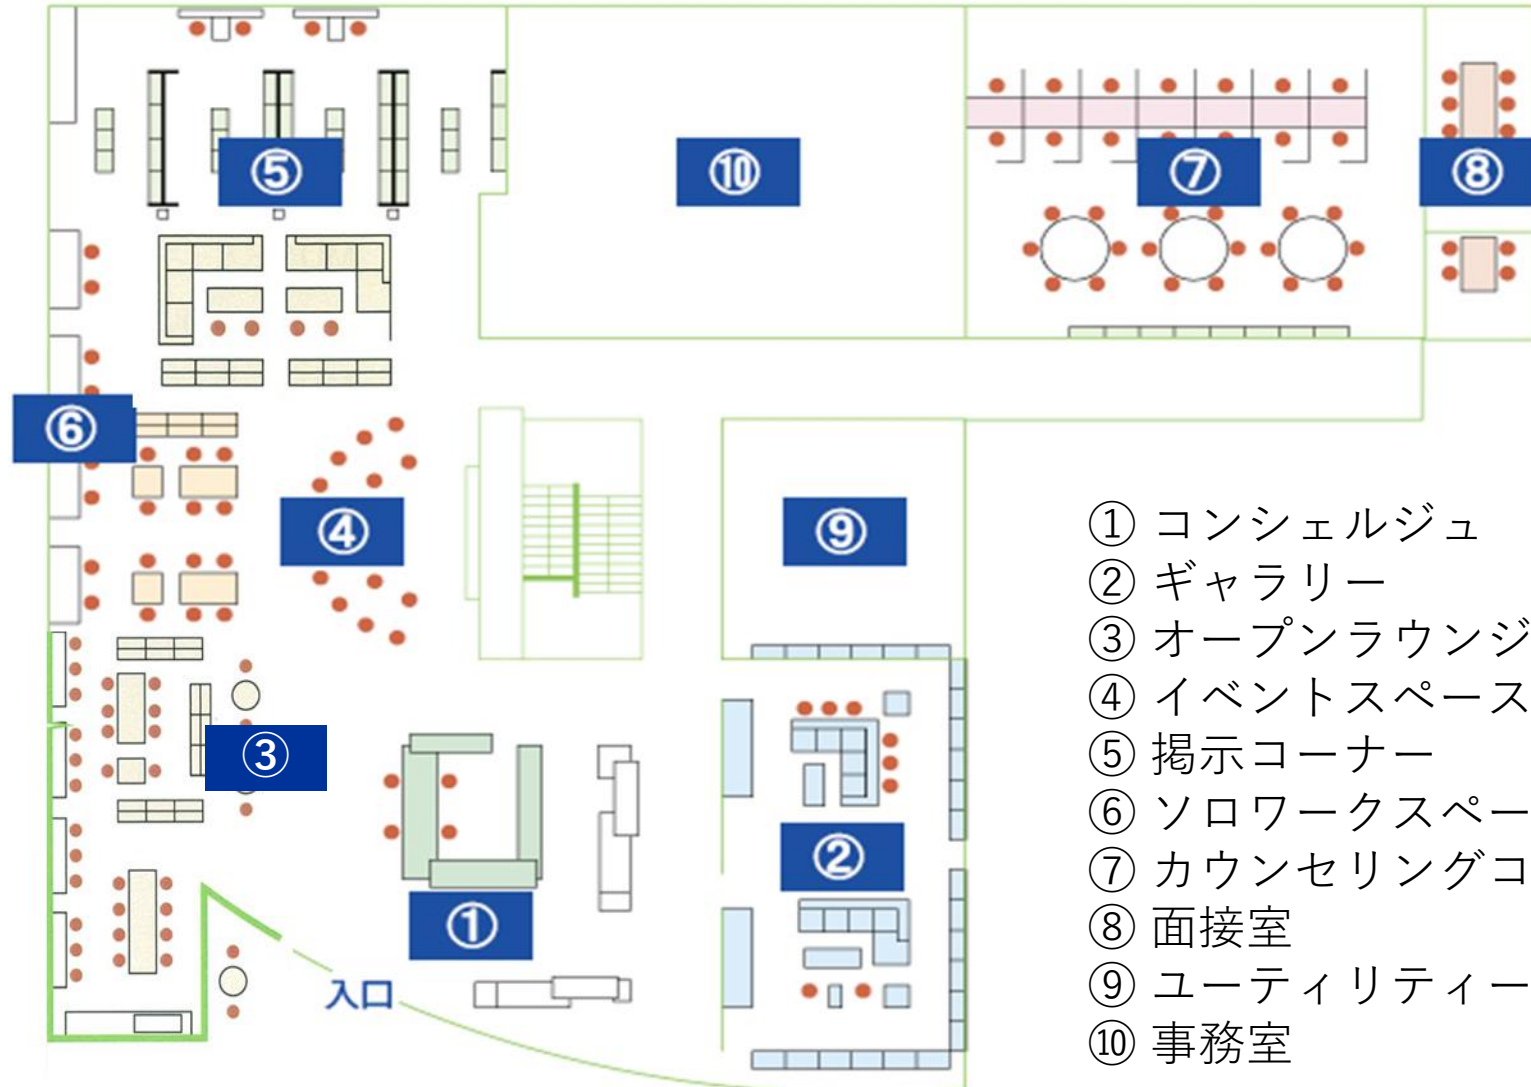 ⑤
⑩
⑦
⑧
⑥
④
⑨
③
②
①
入口
① コンシェルジュ
② ギャラリー
③ オープンラウンジ
④ イベントスペース
⑤ 掲示コーナー
⑥ ソロワークスペー
⑦ カウンセリングコ
⑧ 面接室
⑨ ユーティリティー
⑩ 事務室